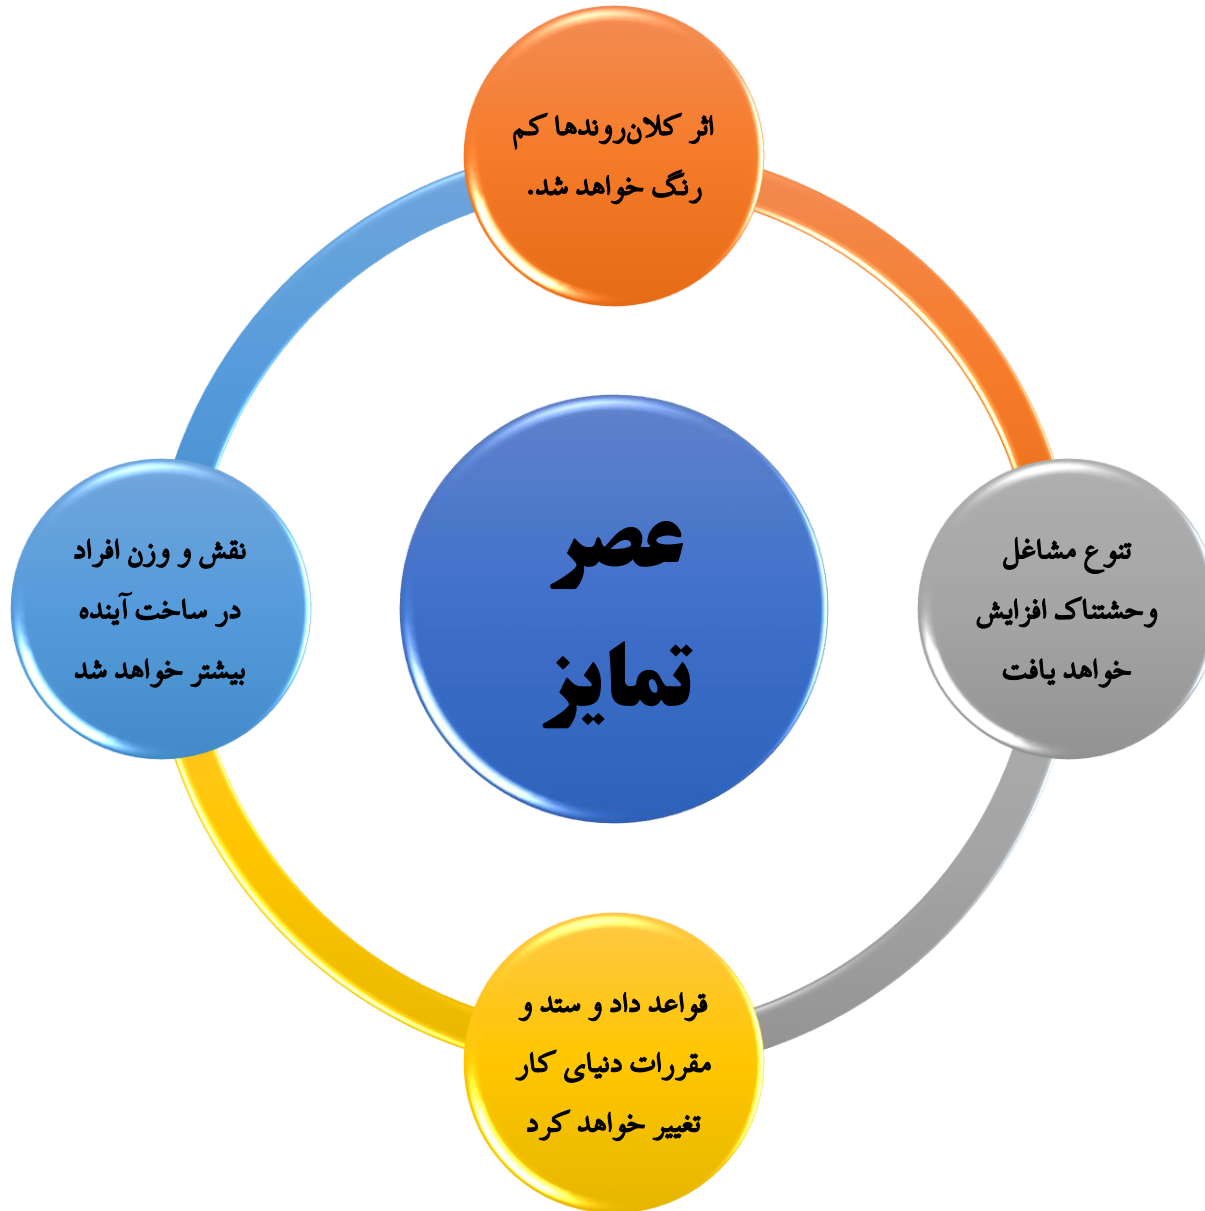 اثر کلان‌روندها کم
رنگ خواهد شد.
عصر
تمایز
تنوع مشاغل
وحشتناک افزایش
خواهد یافت
قواعد داد و ستد و
مقررات دنیای کار
تغییر خواهد کرد
نقش و وزن افراد
در ساخت آینده
بیشتر خواهد شد